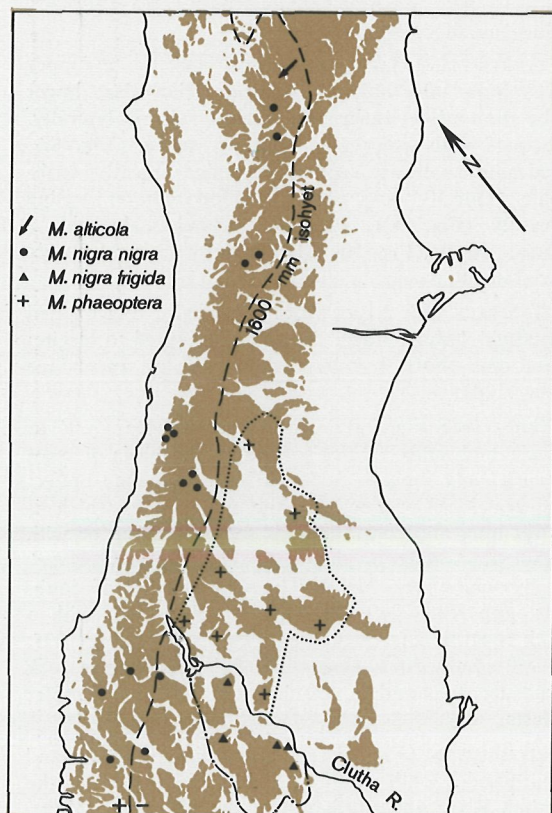 N
M. alticola
M. nigra nigra
M. nigra frigida
M. phaeoptera
1600 mm isohyet
Clutha R.